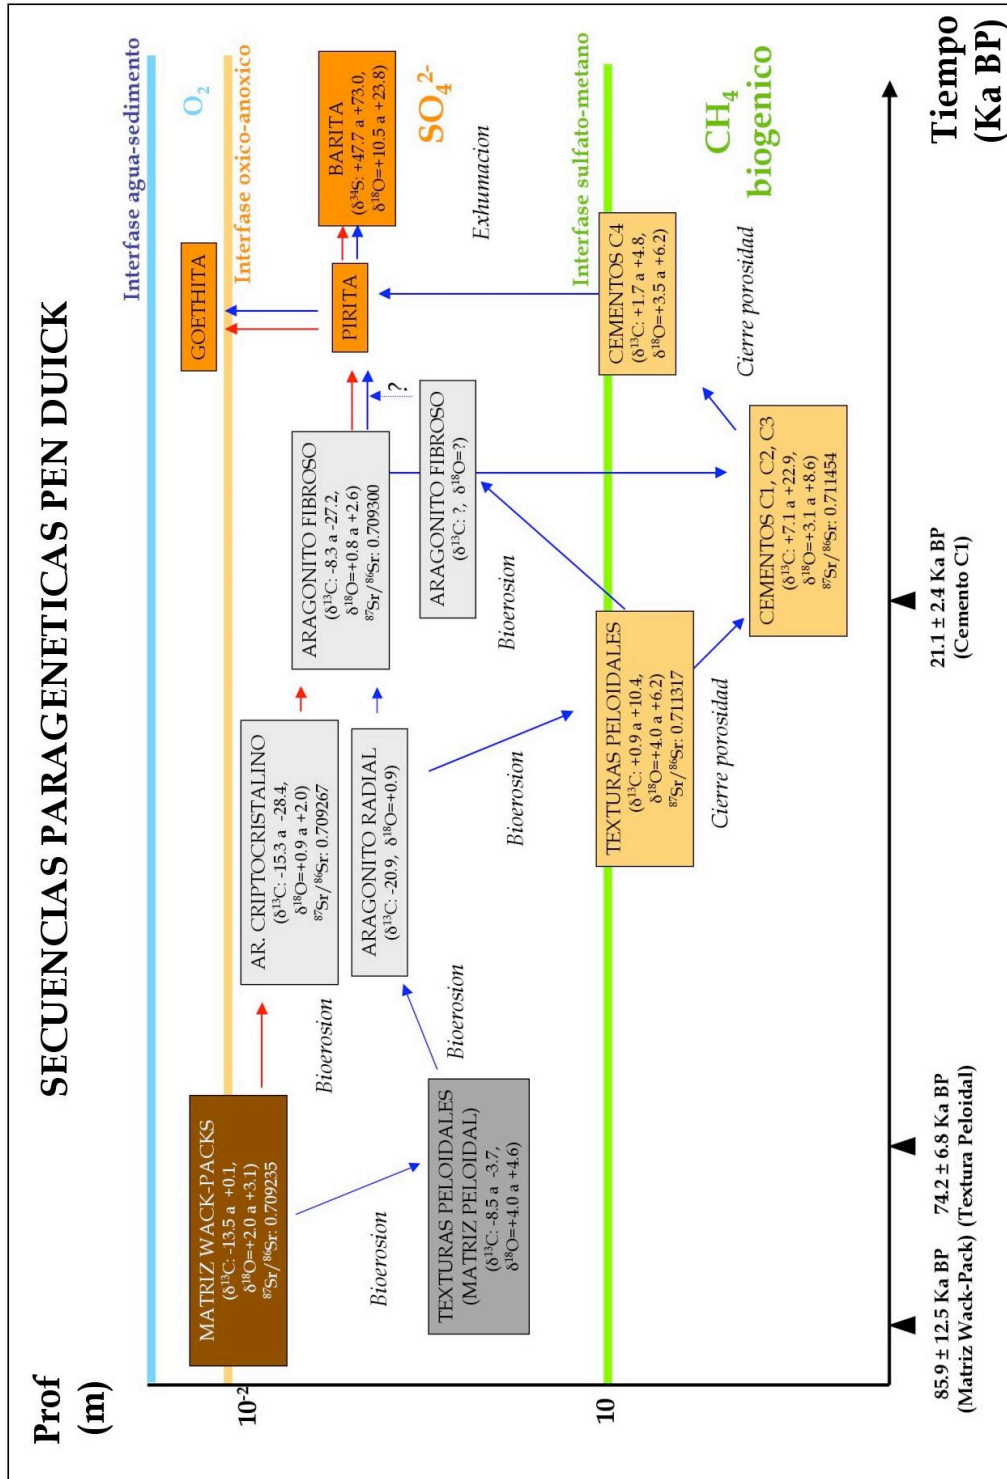 SECUENCIAS PARAGENETICAS PEN DUICK
Prof
(m)
Interfase agua-sedimento
O₂
Interfase oxico-anoxico
10⁻²
GOETHITA
MATRIZ WACK-PACKS
(δ¹³C: -13.5 a +0.1,
δ¹⁸O=+2.0 a +3.1)
⁸⁷Sr/⁸⁶Sr: 0.709235
Bioerosion
AR. CRIPTOCRISTALINO
(δ¹³C: -15.3 a -28.4,
δ¹⁸O=+0.9 a +2.0)
⁸⁷Sr/⁸⁶Sr: 0.709267
ARAGONITO FIBROSO
(δ¹³C: -8.3 a -27.2,
δ¹⁸O=+0.8 a +2.6)
⁸⁷Sr/⁸⁶Sr: 0.709300
PIRITA
BARITA
(δ³⁴S: +47.7 a +73.0,
δ¹⁸O=+10.5 a +23.8)
SO₄²⁻
Bioerosion
TEXTURAS PELOIDALES
(MATRIZ PELOIDAL)
(δ¹³C: -8.5 a -3.7,
δ¹⁸O=+4.0 a +4.6)
Bioerosion
ARAGONITO RADIAL
(δ¹³C: -20.9, δ¹⁸O=+0.9)
?
ARAGONITO FIBROSO
(δ¹³C: ?, δ¹⁸O=?)
Bioerosion
Bioerosion
Exhumacion
Interfase sulfato-metano
10
TEXTURAS PELOIDALES
(δ¹³C: +0.9 a +10.4,
δ¹⁸O=+4.0 a +6.2)
⁸⁷Sr/⁸⁶Sr: 0.711317
Cierre porosidad
CEMENTOS C4
(δ¹³C: +1.7 a +4.8,
δ¹⁸O=+3.5 a +6.2)
Cierre porosidad
CH₄
biogenico
CEMENTOS C1, C2, C3
(δ¹³C: +7.1 a +22.9,
δ¹⁸O=+3.1 a +8.6)
⁸⁷Sr/⁸⁶Sr: 0.711454
85.9 ± 12.5 Ka BP
(Matriz Wack-Pack)
74.2 ± 6.8 Ka BP
(Textura Peloidal)
21.1 ± 2.4 Ka BP
(Cemento C1)
Tiempo
(Ka BP)